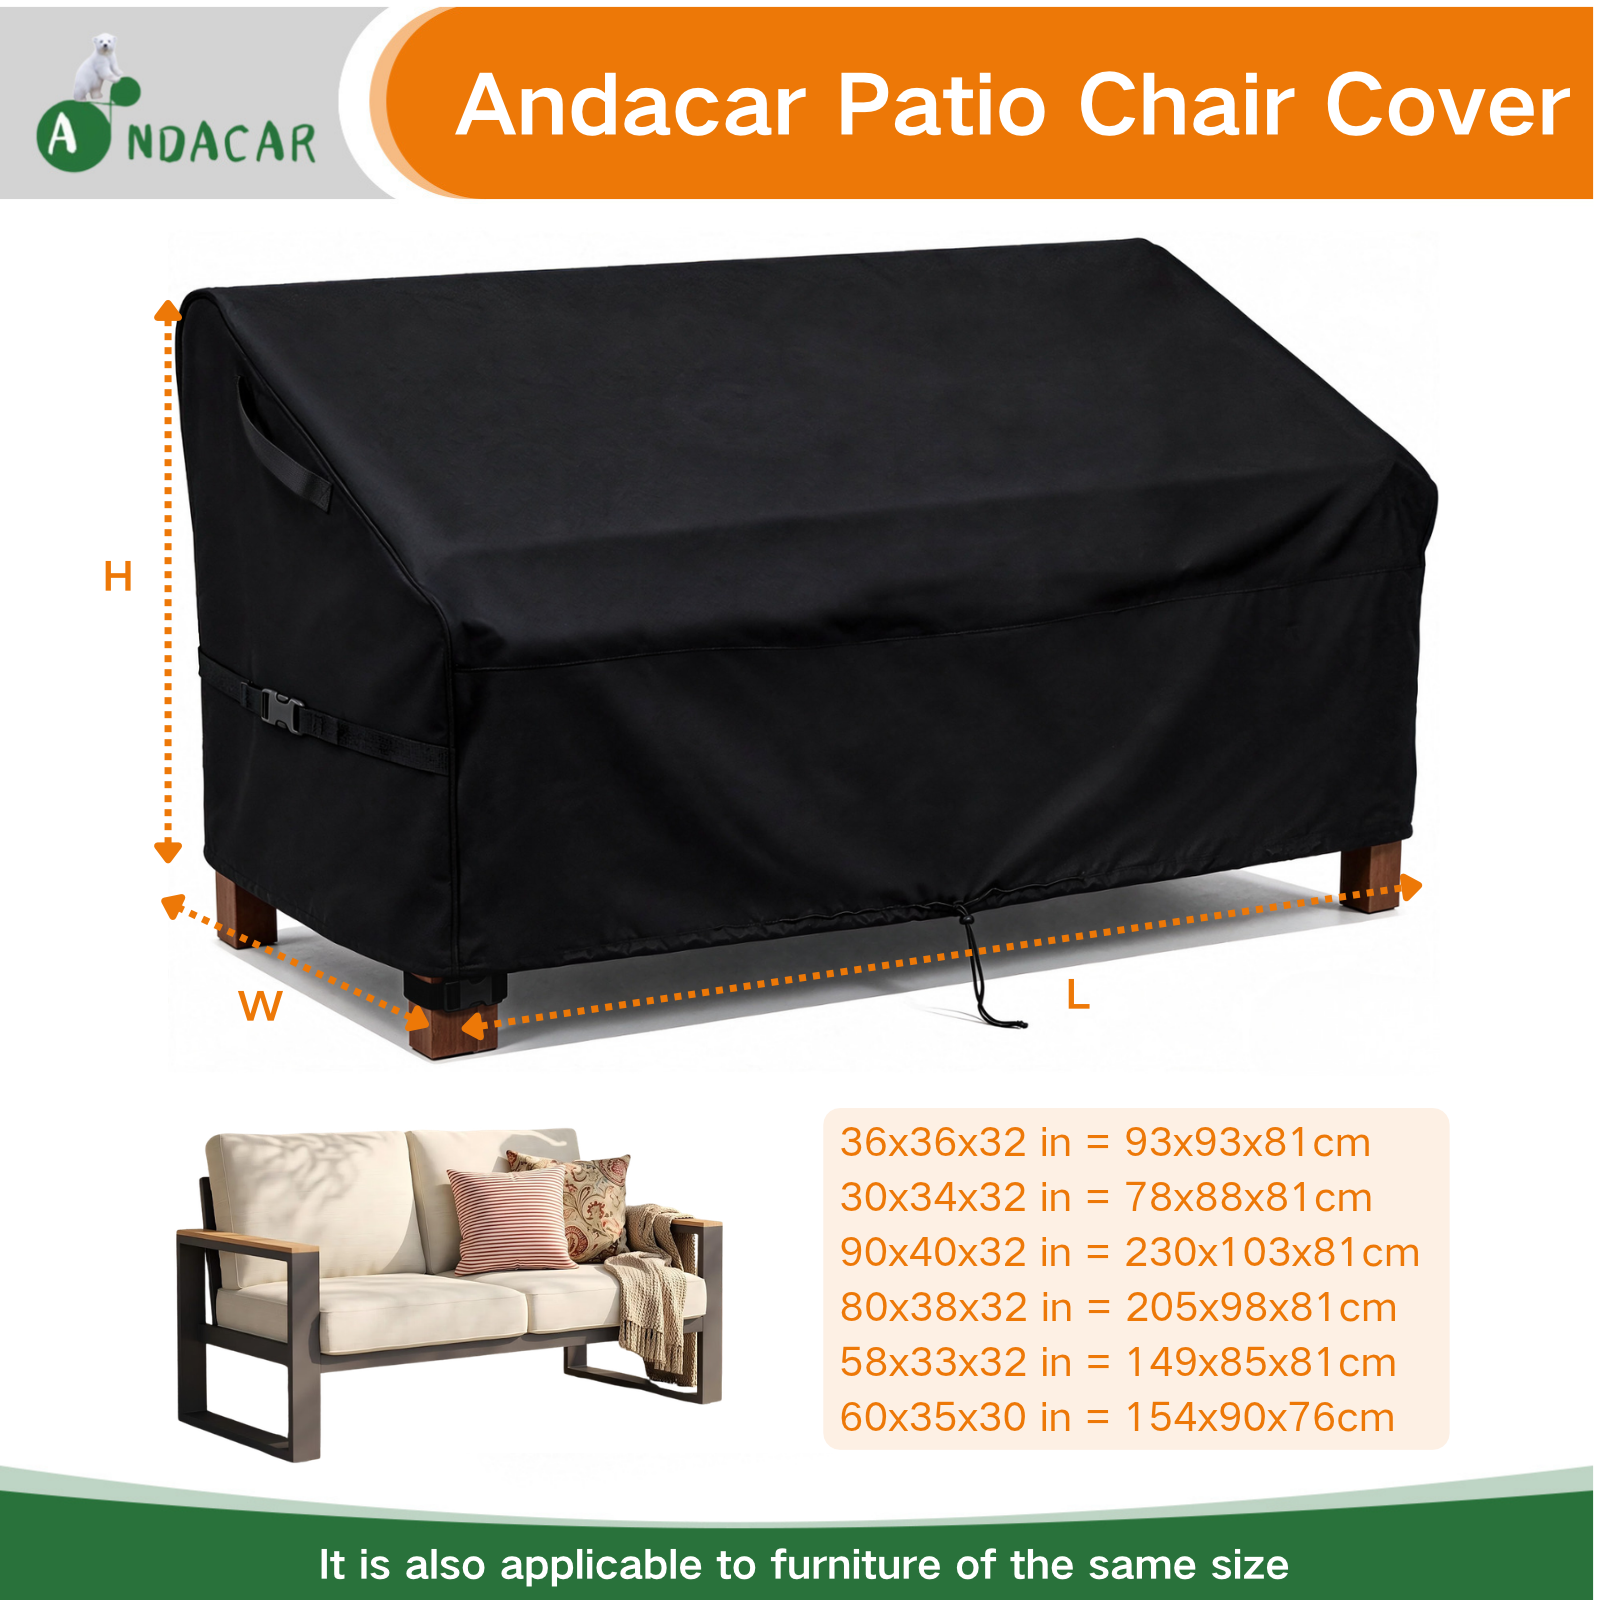 ANDACAR
Andacar Patio Chair Cover
H
W
L
36x36x32 in = 93x93x81cm
30x34x32 in = 78x88x81cm
90x40x32 in = 230x103x81cm
80x38x32 in = 205x98x81cm
58x33x32 in = 149x85x81cm
60x35x30 in = 154x90x76cm
It is also applicable to furniture of the same size